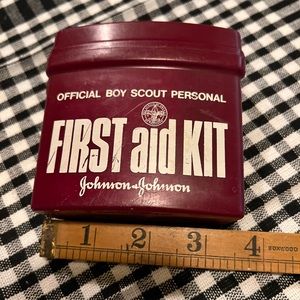 OFFICIAL BOY SCOUT PERSONAL
FIRST aid KIT
Johnson & Johnson
1 2 3 4